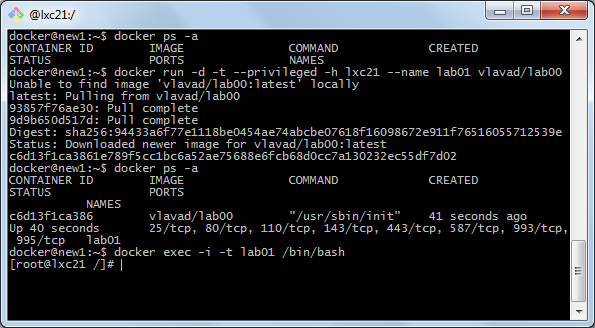 @lxc21:/
docker@new1:~$ docker ps -a
CONTAINER ID        IMAGE               COMMAND             CREATED
STATUS              PORTS               NAMES
docker@new1:~$ docker run -d -t --privileged -h lxc21 --name lab01 vlavad/lab00
Unable to find image 'vlavad/lab00:latest' locally
latest: Pulling from vlavad/lab00
93857f76ae30: Pull complete
9d9b650d517d: Pull complete
Digest: sha256:94433a6f77e1118be0454ae74abcbe07618f16098672e911f76516055712539e
Status: Downloaded newer image for vlavad/lab00:latest
c6d13f1ca3861e789f5cc1bc6a52ae75688e6fcb68d0cc7a130232ec55df7d02
docker@new1:~$ docker ps -a
CONTAINER ID        IMAGE               COMMAND             CREATED
STATUS              PORTS
           NAMES
c6d13f1ca386        vlavad/lab00        "/usr/sbin/init"    41 seconds ago
Up 40 seconds       25/tcp, 80/tcp, 110/tcp, 143/tcp, 443/tcp, 587/tcp, 993/tcp,
 995/tcp   lab01
docker@new1:~$ docker exec -i -t lab01 /bin/bash
[root@lxc21 /]#